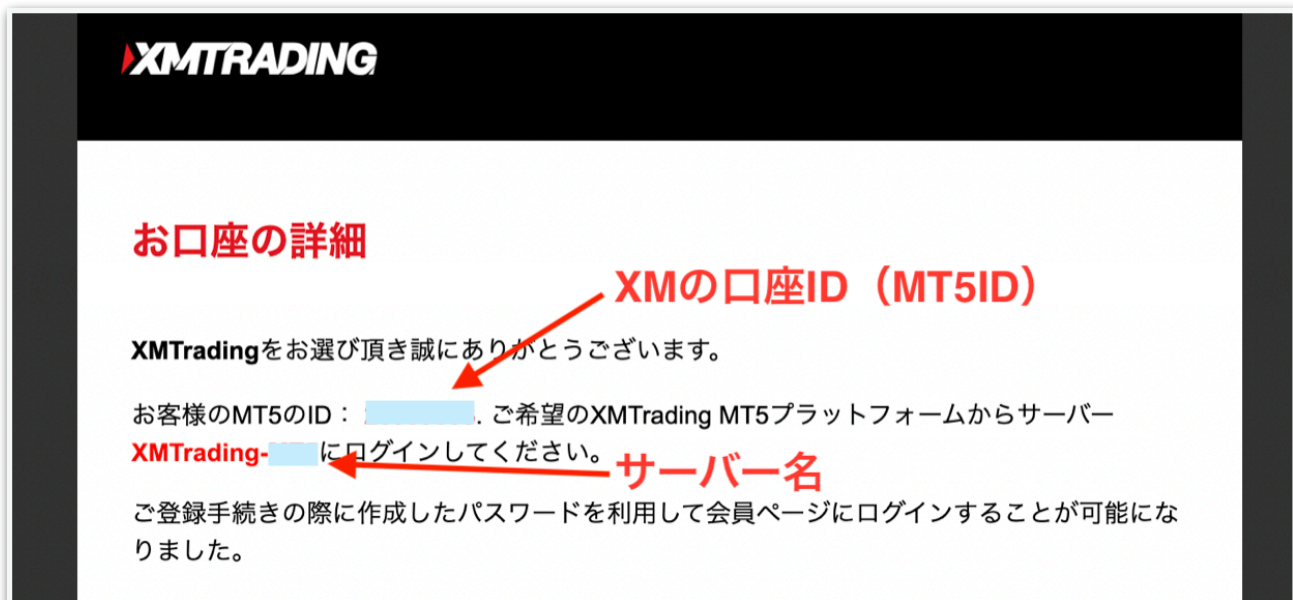 XMTRADING
お口座の詳細
XMの口座ID（MT5ID）
XMTradingをお選び頂き誠にありがとうございます。
お客様のMT5のID： . ご希望のXMTrading MT5プラットフォームからサーバー
XMTrading- にログインしてください。
サーバー名
ご登録手続きの際に作成したパスワードを利用して会員ページにログインすることが可能にな
りました。